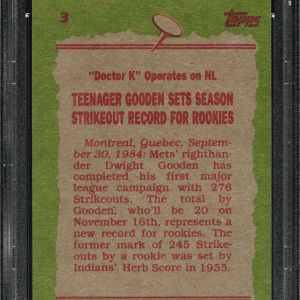 3
Topps
"Doctor K" Operates on NL
TEENAGER GOODEN SETS SEASON
STRIKEOUT RECORD FOR ROOKIES
Montreal, Quebec, Septem-
ber 30, 1984: Mets' righthan-
der Dwight Gooden has
completed his first major
league campaign with 276
Strikeouts. The total by
Gooden, who'll be 20 on
November 16th, represents a
new record for rookies. The
former mark of 245 Strike-
outs by a rookie was set by
Indians' Herb Score in 1955.